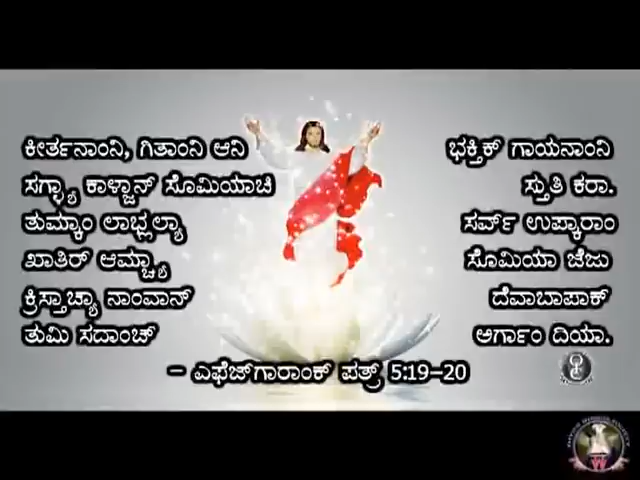 ಕೀರ್ತನಾಂನಿ, ಗಿತಾಂನಿ ಆನಿ ಭಕ್ತಿಕ್ ಗಾಯನಾಂನಿ
ಸಗ್ಳ್ಯಾ ಕಾಳ್ಜಾನ್ ಸೊಮಿಯಾಚಿ ಸ್ತುತಿ ಕರಾ.
ತುಮ್ಕಾಂ ಲಾಭ್ಲಲ್ಯಾ ಸರ್ವ್ ಉಪ್ಕಾರಾಂ
ಖಾತಿರ್ ಆಮ್ಚ್ಯಾ ಸೊಮಿಯಾ ಜೆಜು
ಕ್ರಿಸ್ತಾಚ್ಯಾ ನಾಂವಾನ್ ದೆವಾಬಾಪಾಕ್
ತುಮಿ ಸದಾಂಚ್ ಆರ್ಗಾಂ ದಿಯಾ.
– ಎಫೆಜ್‌ಗಾರಾಂಕ್ ಪತ್ರ್ 5:19–20